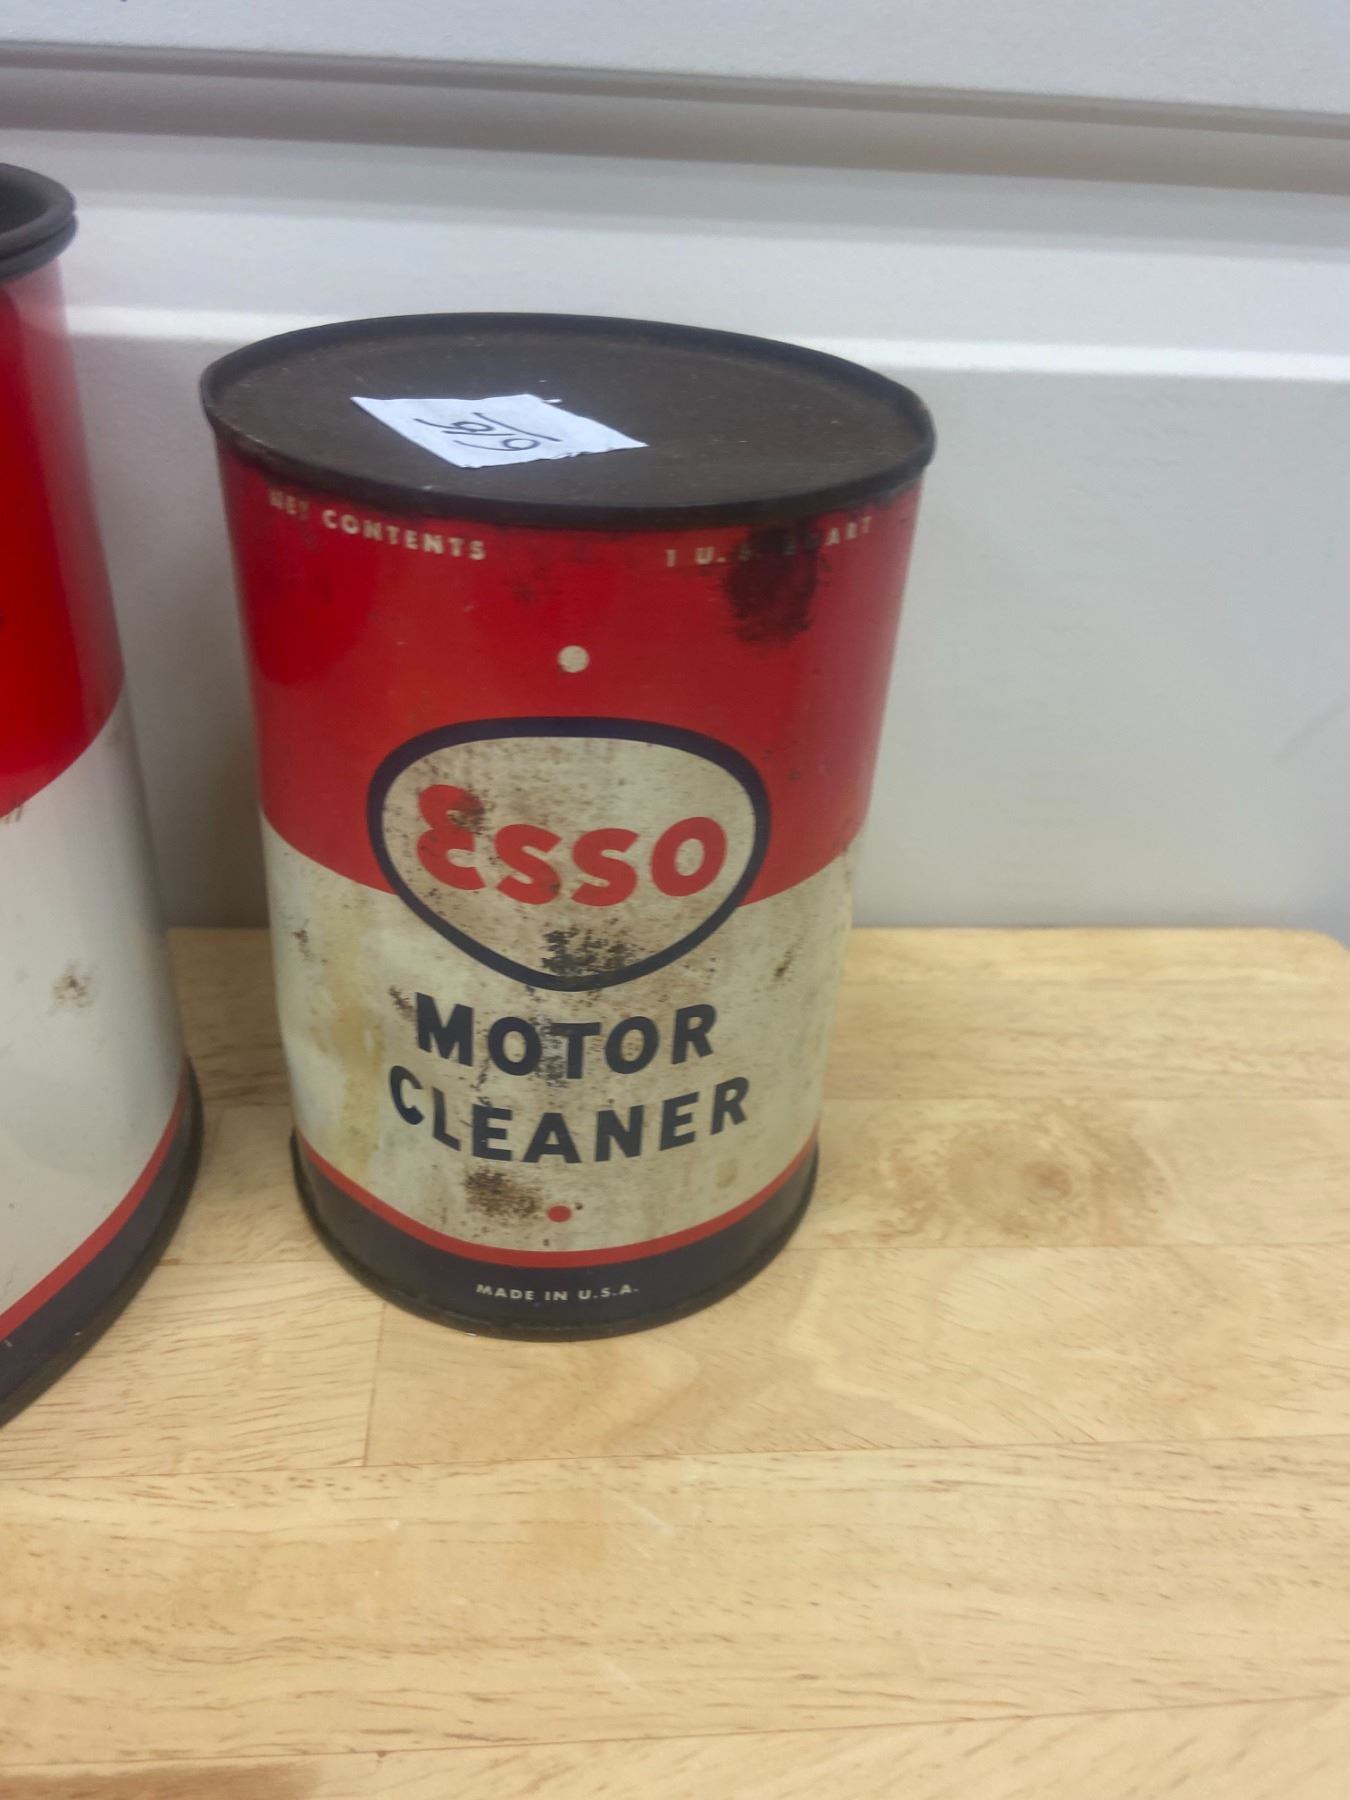 NET CONTENTS 1 U.S. QUART
Esso
MOTOR
CLEANER
MADE IN U.S.A.